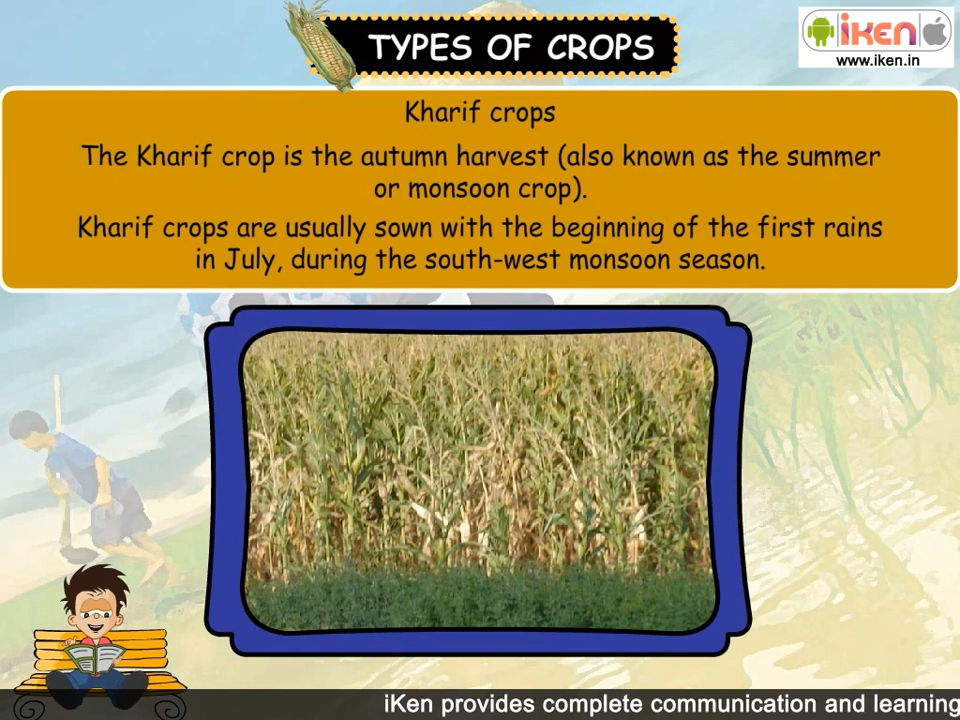 TYPES OF CROPS
iKEN
www.iken.in
Kharif crops
The Kharif crop is the autumn harvest (also known as the summer
or monsoon crop).
Kharif crops are usually sown with the beginning of the first rains
in July, during the south-west monsoon season.
iKen provides complete communication and learning